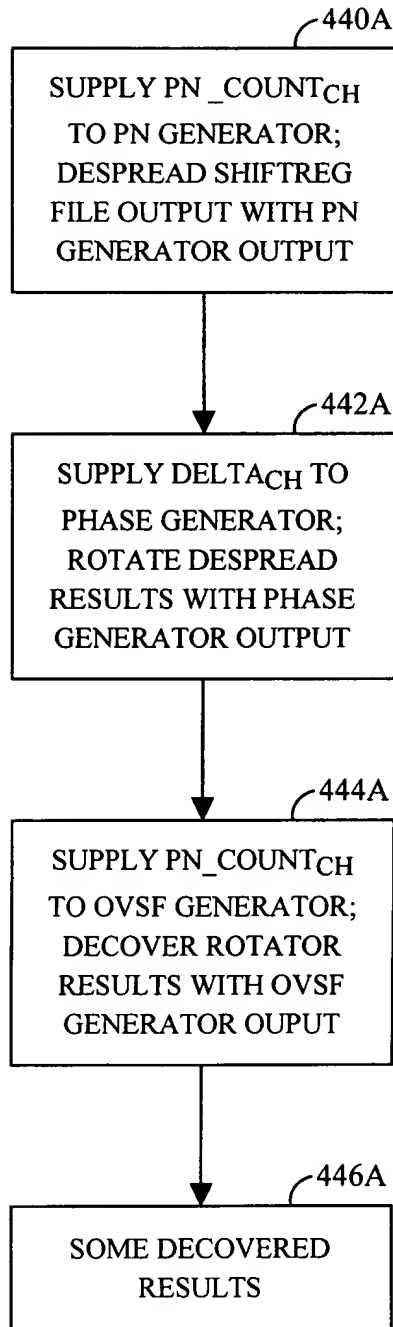 440A
SUPPLY PN _COUNTCH
TO PN GENERATOR;
DESPREAD SHIFTREG
FILE OUTPUT WITH PN
GENERATOR OUTPUT
442A
SUPPLY DELTACH TO
PHASE GENERATOR;
ROTATE DESPREAD
RESULTS WITH PHASE
GENERATOR OUTPUT
444A
SUPPLY PN_COUNTCH
TO OVSF GENERATOR;
DECOVER ROTATOR
RESULTS WITH OVSF
GENERATOR OUPUT
446A
SOME DECOVERED
RESULTS